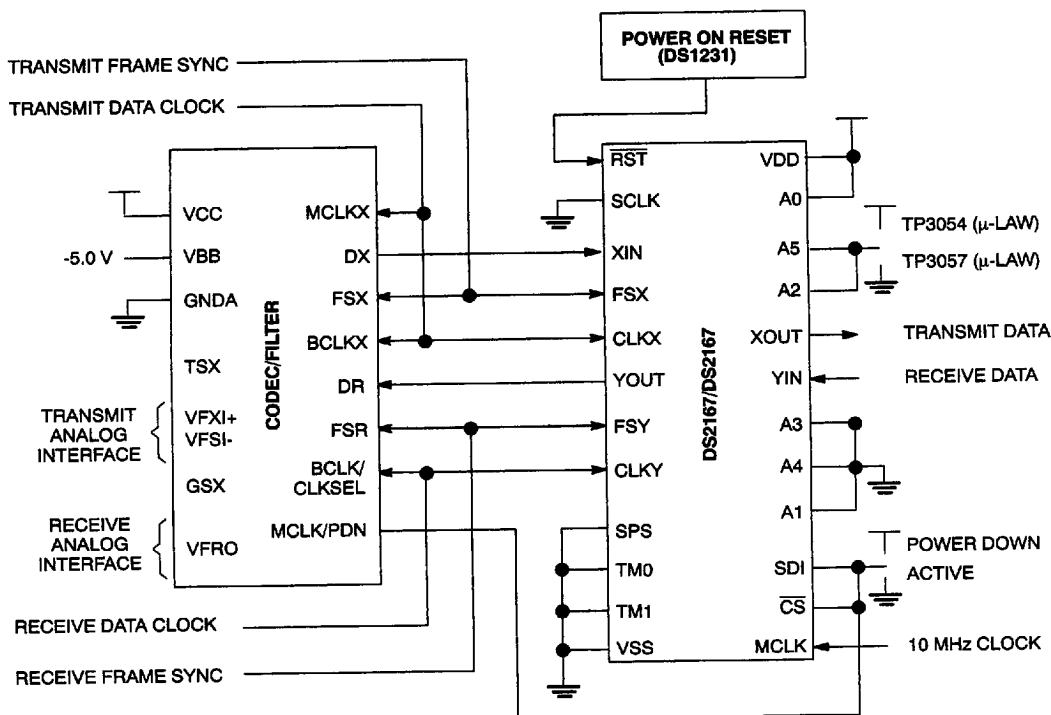 POWER ON RESET
(DS1231)
TRANSMIT FRAME SYNC
TRANSMIT DATA CLOCK
VCC
VBB
GNDA
TSX
VFXI+
VFSI-
GSX
VFRO
-5.0 V
TRANSMIT
ANALOG
INTERFACE
RECEIVE
ANALOG
INTERFACE
CODEC/FILTER
MCLKX
DX
FSX
BCLKX
DR
FSR
BCLK/
CLKSEL
MCLK/PDN
RECEIVE DATA CLOCK
RECEIVE FRAME SYNC
RST
SCLK
XIN
FSX
CLKX
YOUT
FSY
CLKY
SPS
TM0
TM1
VSS
DS2167/DS2167
VDD
A0
A5
A2
XOUT
YIN
A3
A4
A1
SDI
CS
MCLK
TP3054 (μ-LAW)
TP3057 (μ-LAW)
TRANSMIT DATA
RECEIVE DATA
POWER DOWN
ACTIVE
10 MHz CLOCK